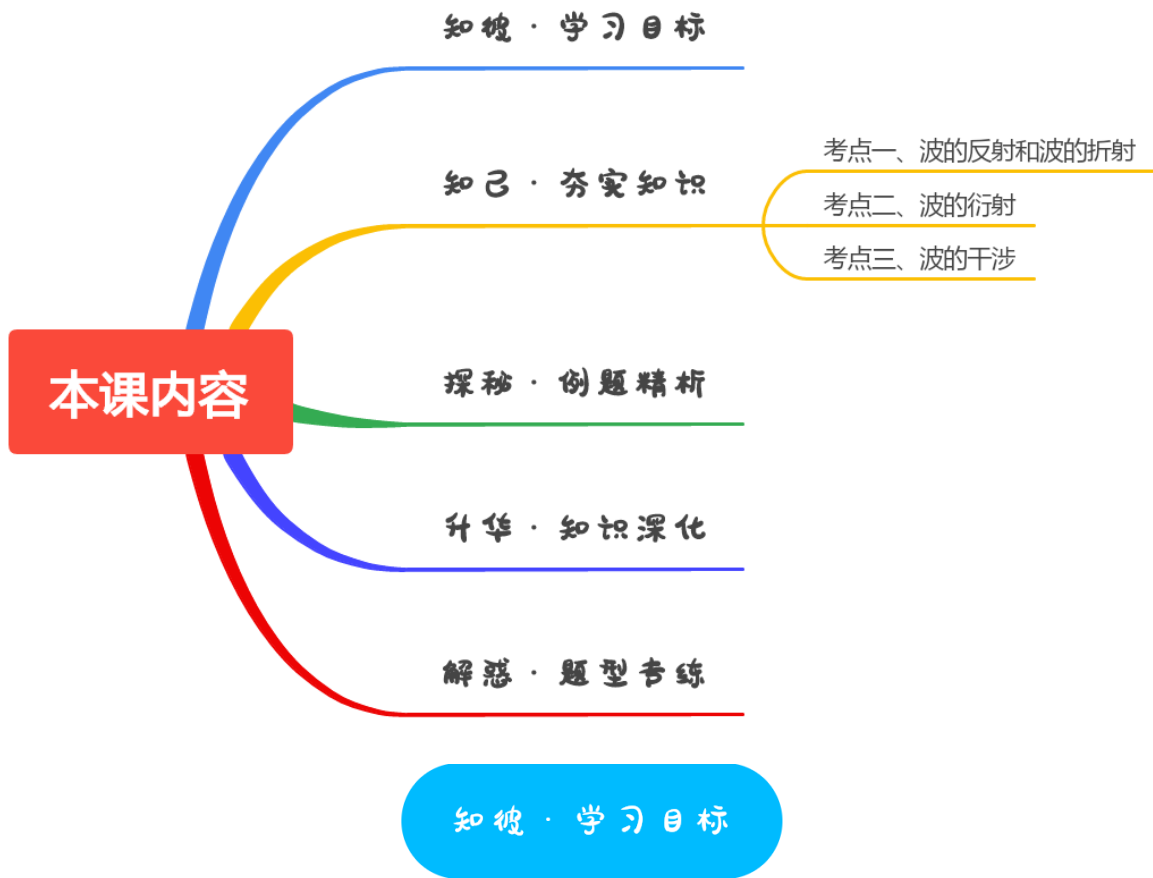 知彼·学习目标
知己·夯实知识
考点一、波的反射和波的折射
考点二、波的衍射
考点三、波的干涉
本课内容
探秘·例题精析
升华·知识深化
解惑·题型专练
知彼·学习目标